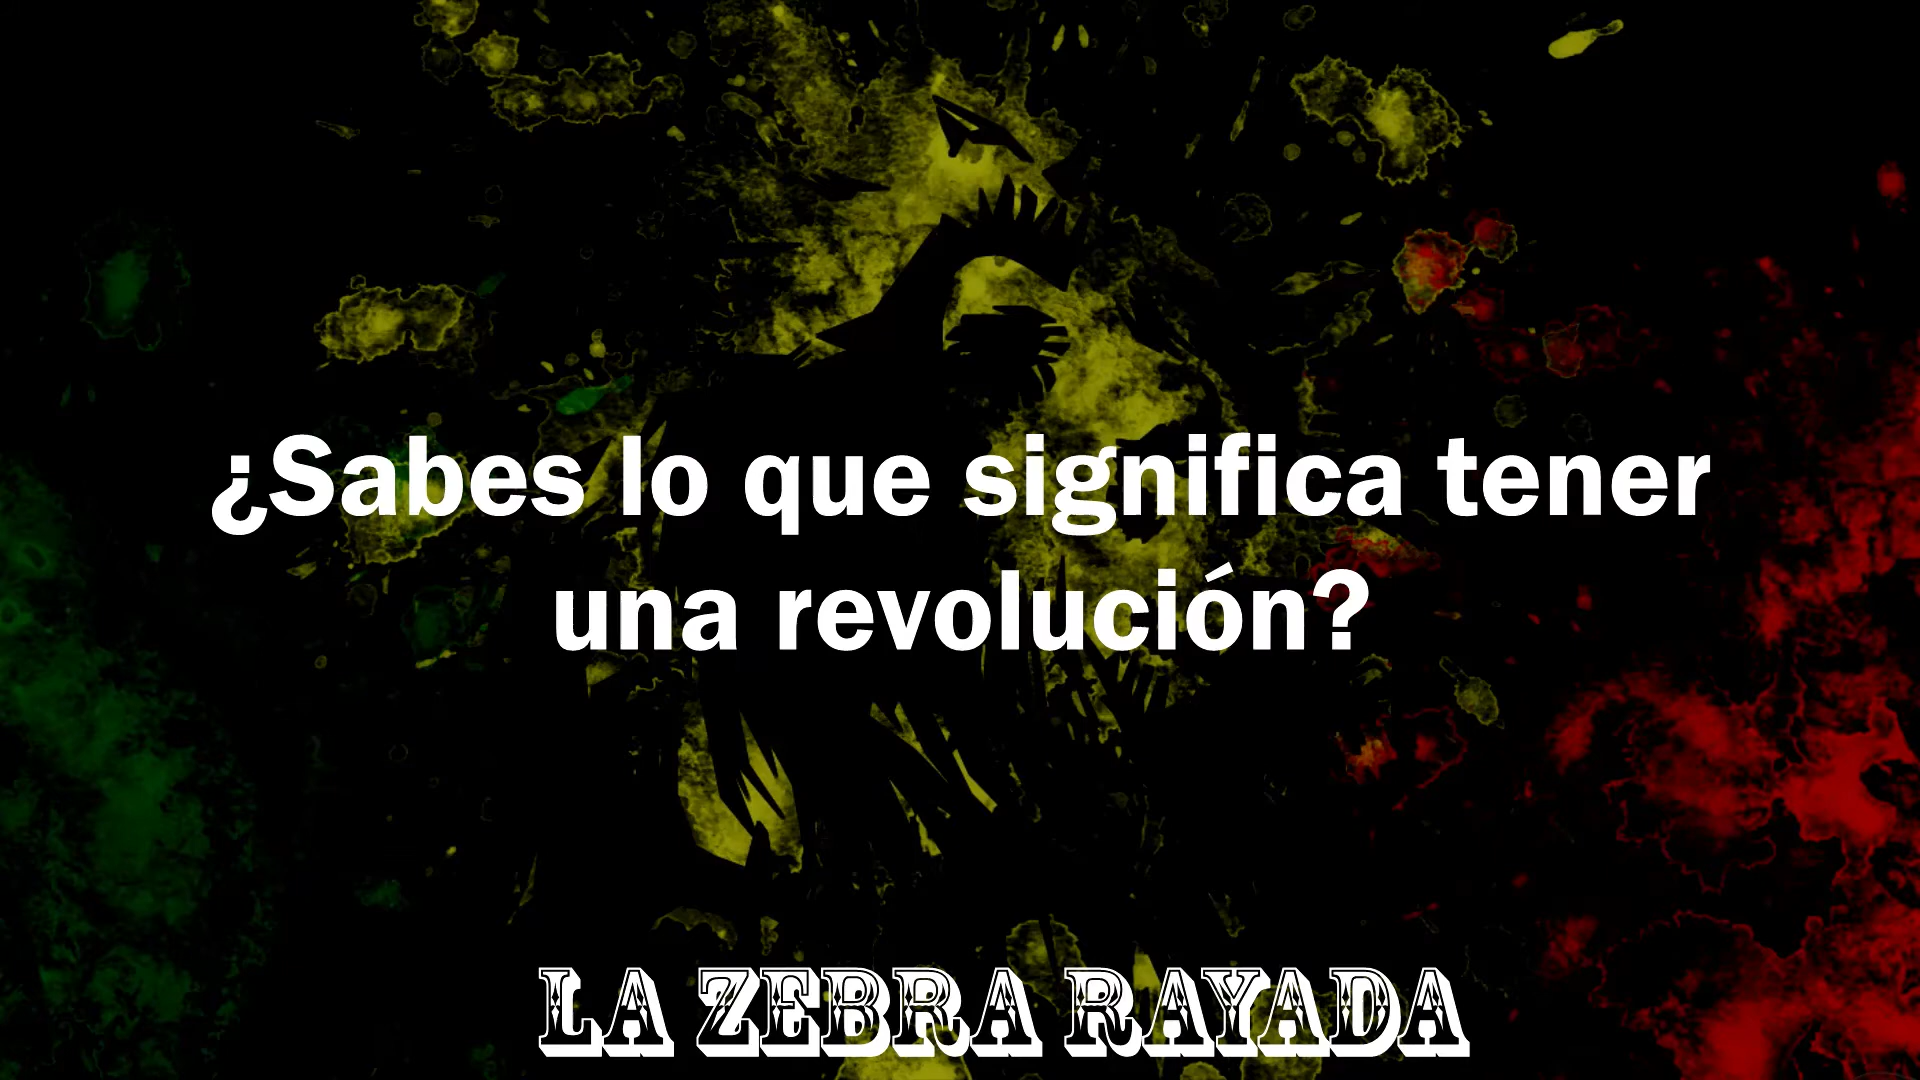 ¿Sabes lo que significa tener
una revolución?
LA ZEBRA RAYADA